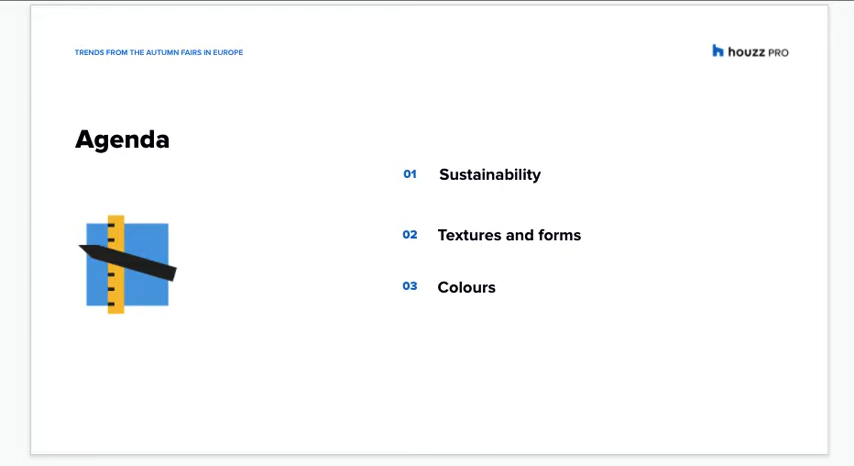 TRENDS FROM THE AUTUMN FAIRS IN EUROPE
houzz PRO
Agenda
01 Sustainability
02 Textures and forms
03 Colours